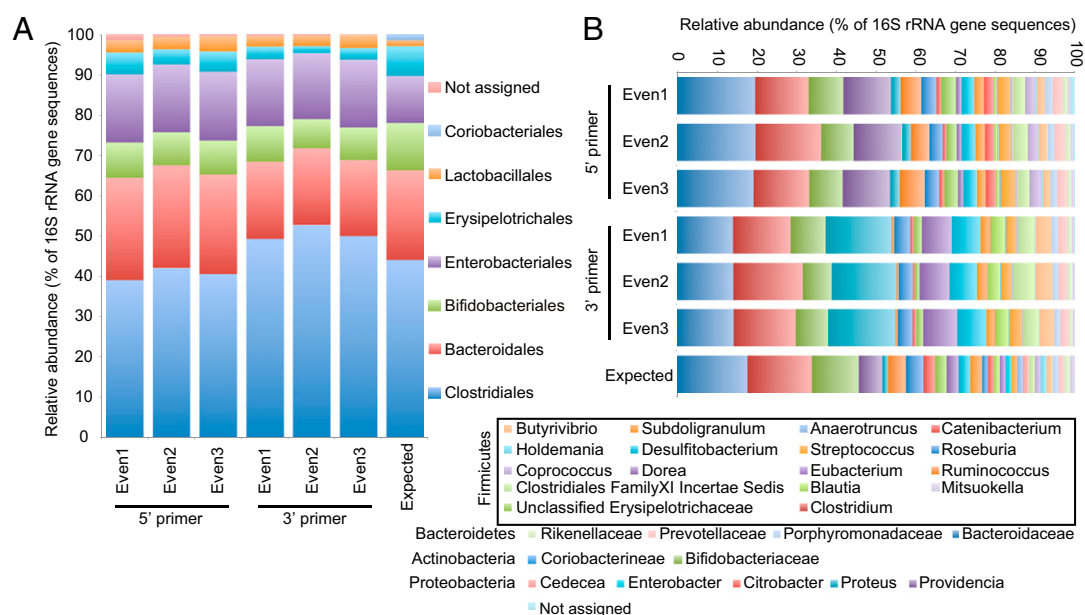 A
Relative abundance (% of 16S rRNA gene sequences)
100
90
80
70
60
50
40
30
20
10
0
Even1
Even2
Even3
Even1
Even2
Even3
Expected
5' primer
3' primer
Not assigned
Coriobacteriales
Lactobacillales
Erysipelotrichales
Enterobacteriales
Bifidobacteriales
Bacteroidales
Clostridiales
B
Relative abundance (% of 16S rRNA gene sequences)
0 10 20 30 40 50 60 70 80 90 100
5' primer
Even1
Even2
Even3
3' primer
Even1
Even2
Even3
Expected
Firmicutes
Butyrivibrio Subdoligranulum Anaerotruncus Catenibacterium
Holdemania Desulfitobacterium Streptococcus Roseburia
Coprococcus Dorea Eubacterium Ruminococcus
Clostridiales FamilyXI Incertae Sedis Blautia Mitsuokella
Unclassified Erysipelotrichaceae Clostridium
Bacteroidetes Rikenellaceae Prevotellaceae Porphyromonadaceae Bacteroidaceae
Actinobacteria Coriobacterineae Bifidobacteriaceae
Proteobacteria Cedecea Enterobacter Citrobacter Proteus Providencia
Not assigned